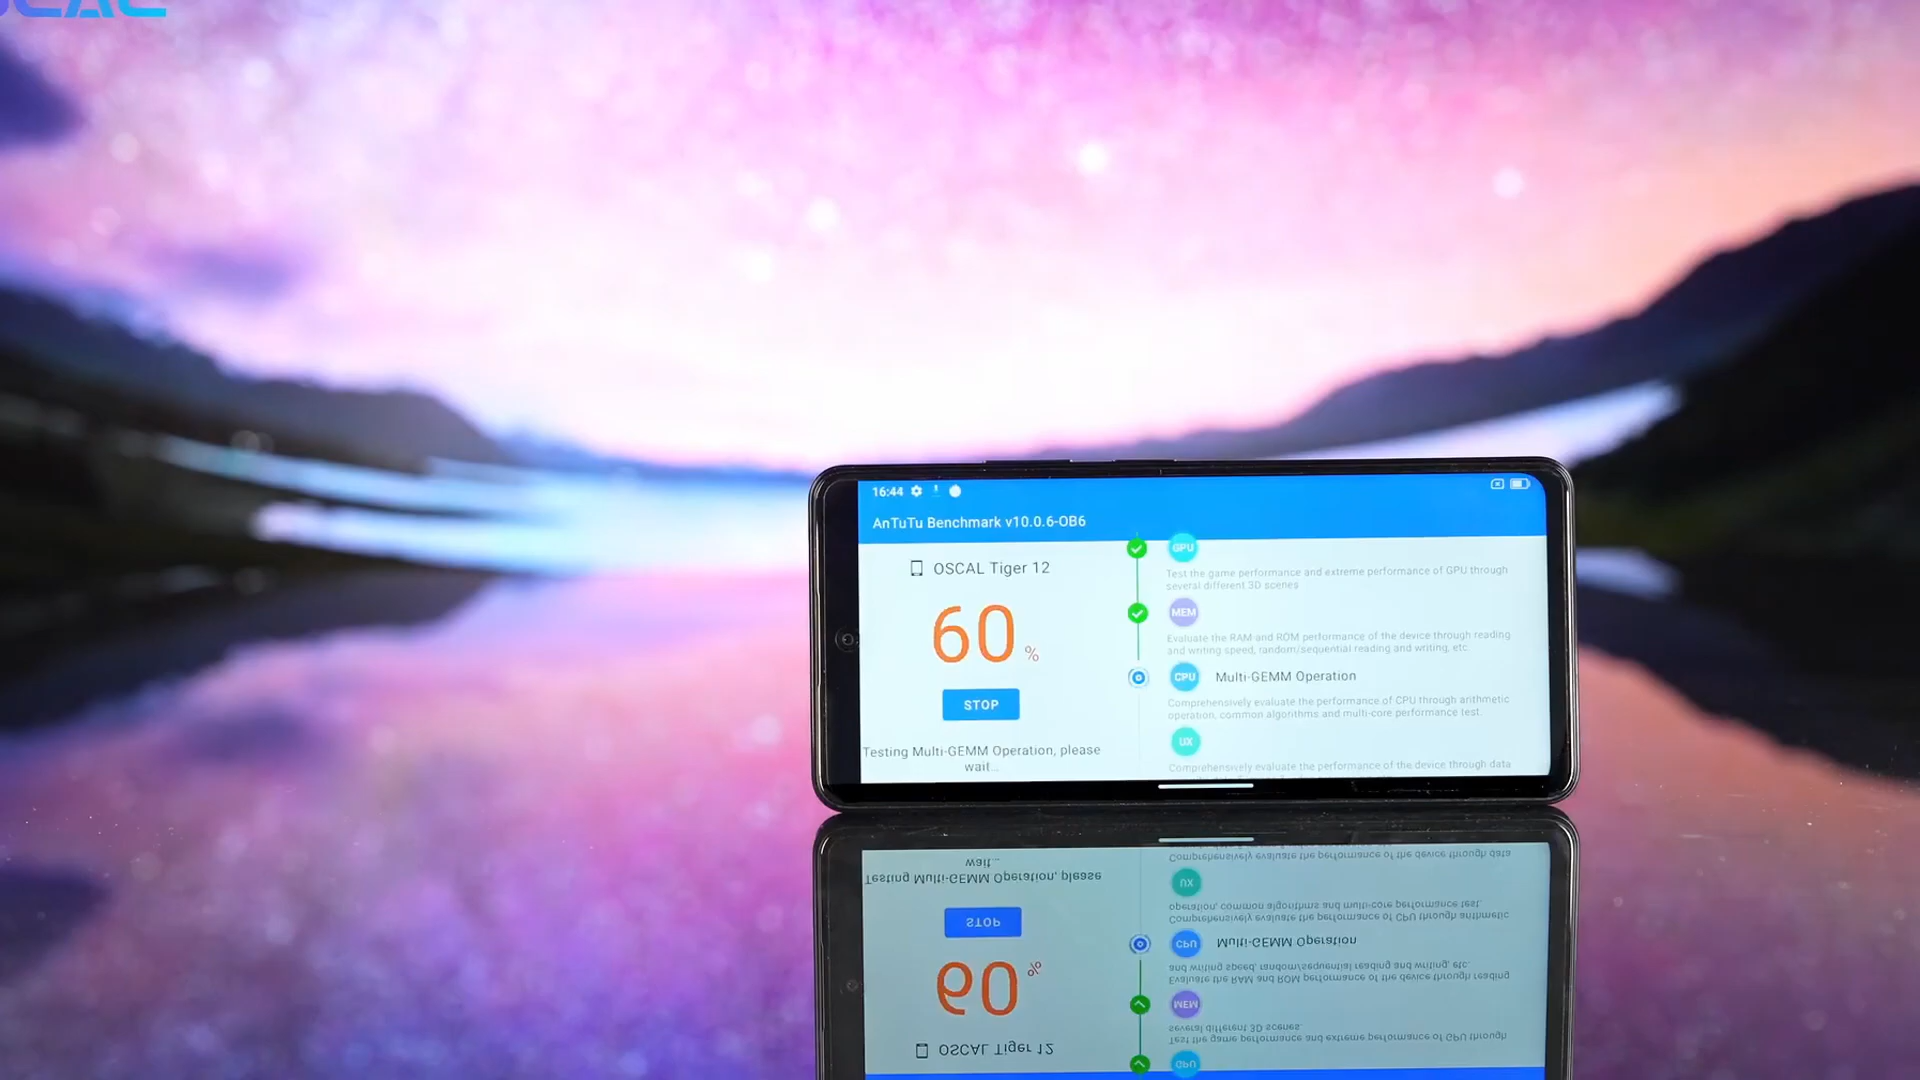 16:44
AnTuTu Benchmark v10.0.6-OB6
OSCAL Tiger 12
60 %
STOP
Testing Multi-GEMM Operation, please
wait...
GPU
Test the game performance and extreme performance of GPU through
several different 3D scenes
MEM
Evaluate the RAM and ROM performance of the device through reading
and writing speed, random/sequential reading and writing, etc.
CPU Multi-GEMM Operation
Comprehensively evaluate the performance of CPU through arithmetic
operation, common algorithms and multi-core performance test.
UX
Comprehensively evaluate the performance of the device through data